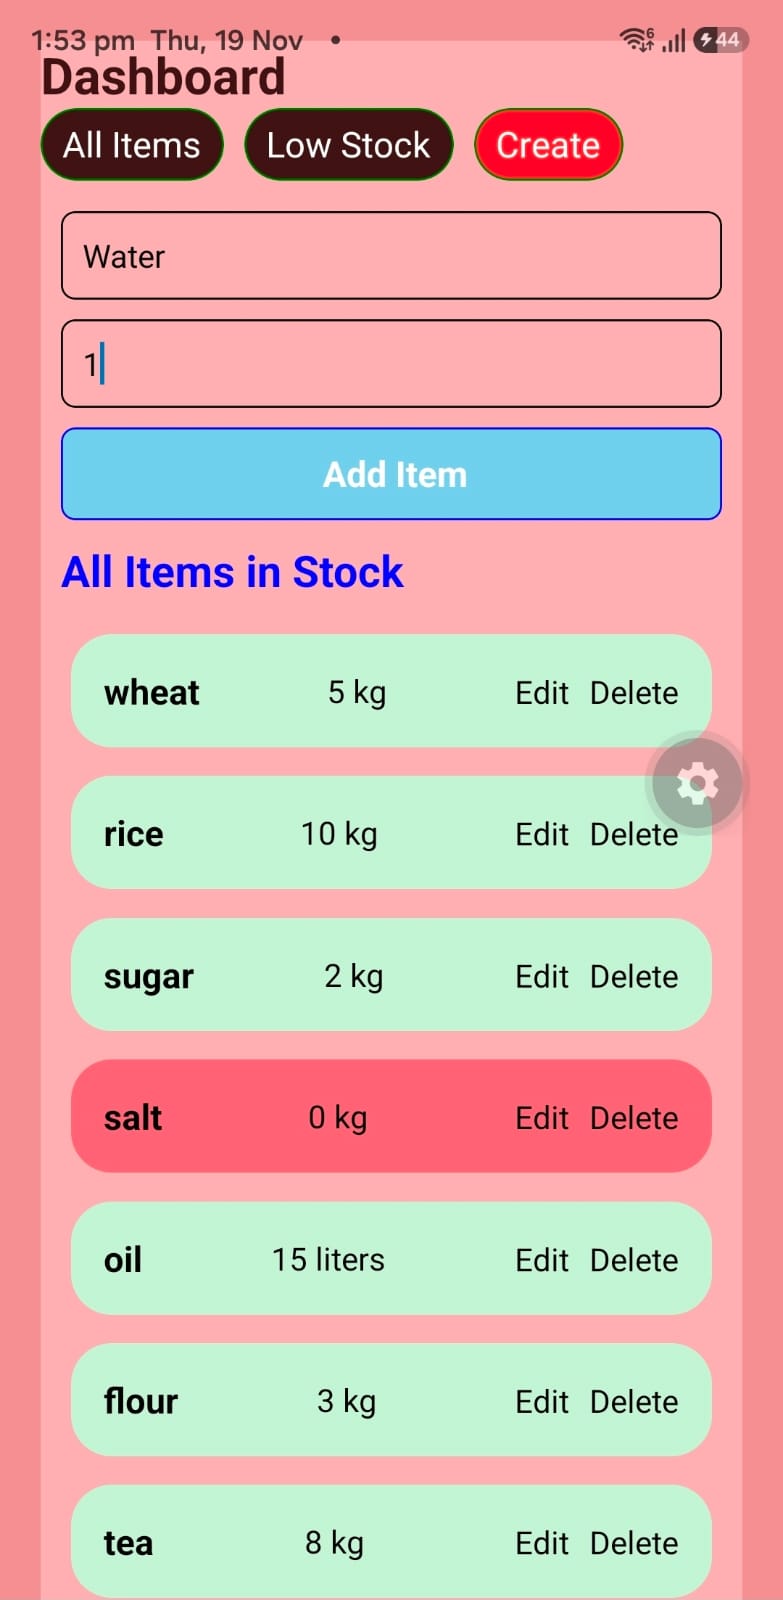 1:53 pm Thu, 19 Nov • 6 44
Dashboard
All Items Low Stock Create
Water
1
Add Item
All Items in Stock
wheat 5 kg Edit Delete
rice 10 kg Edit Delete
sugar 2 kg Edit Delete
salt 0 kg Edit Delete
oil 15 liters Edit Delete
flour 3 kg Edit Delete
tea 8 kg Edit Delete